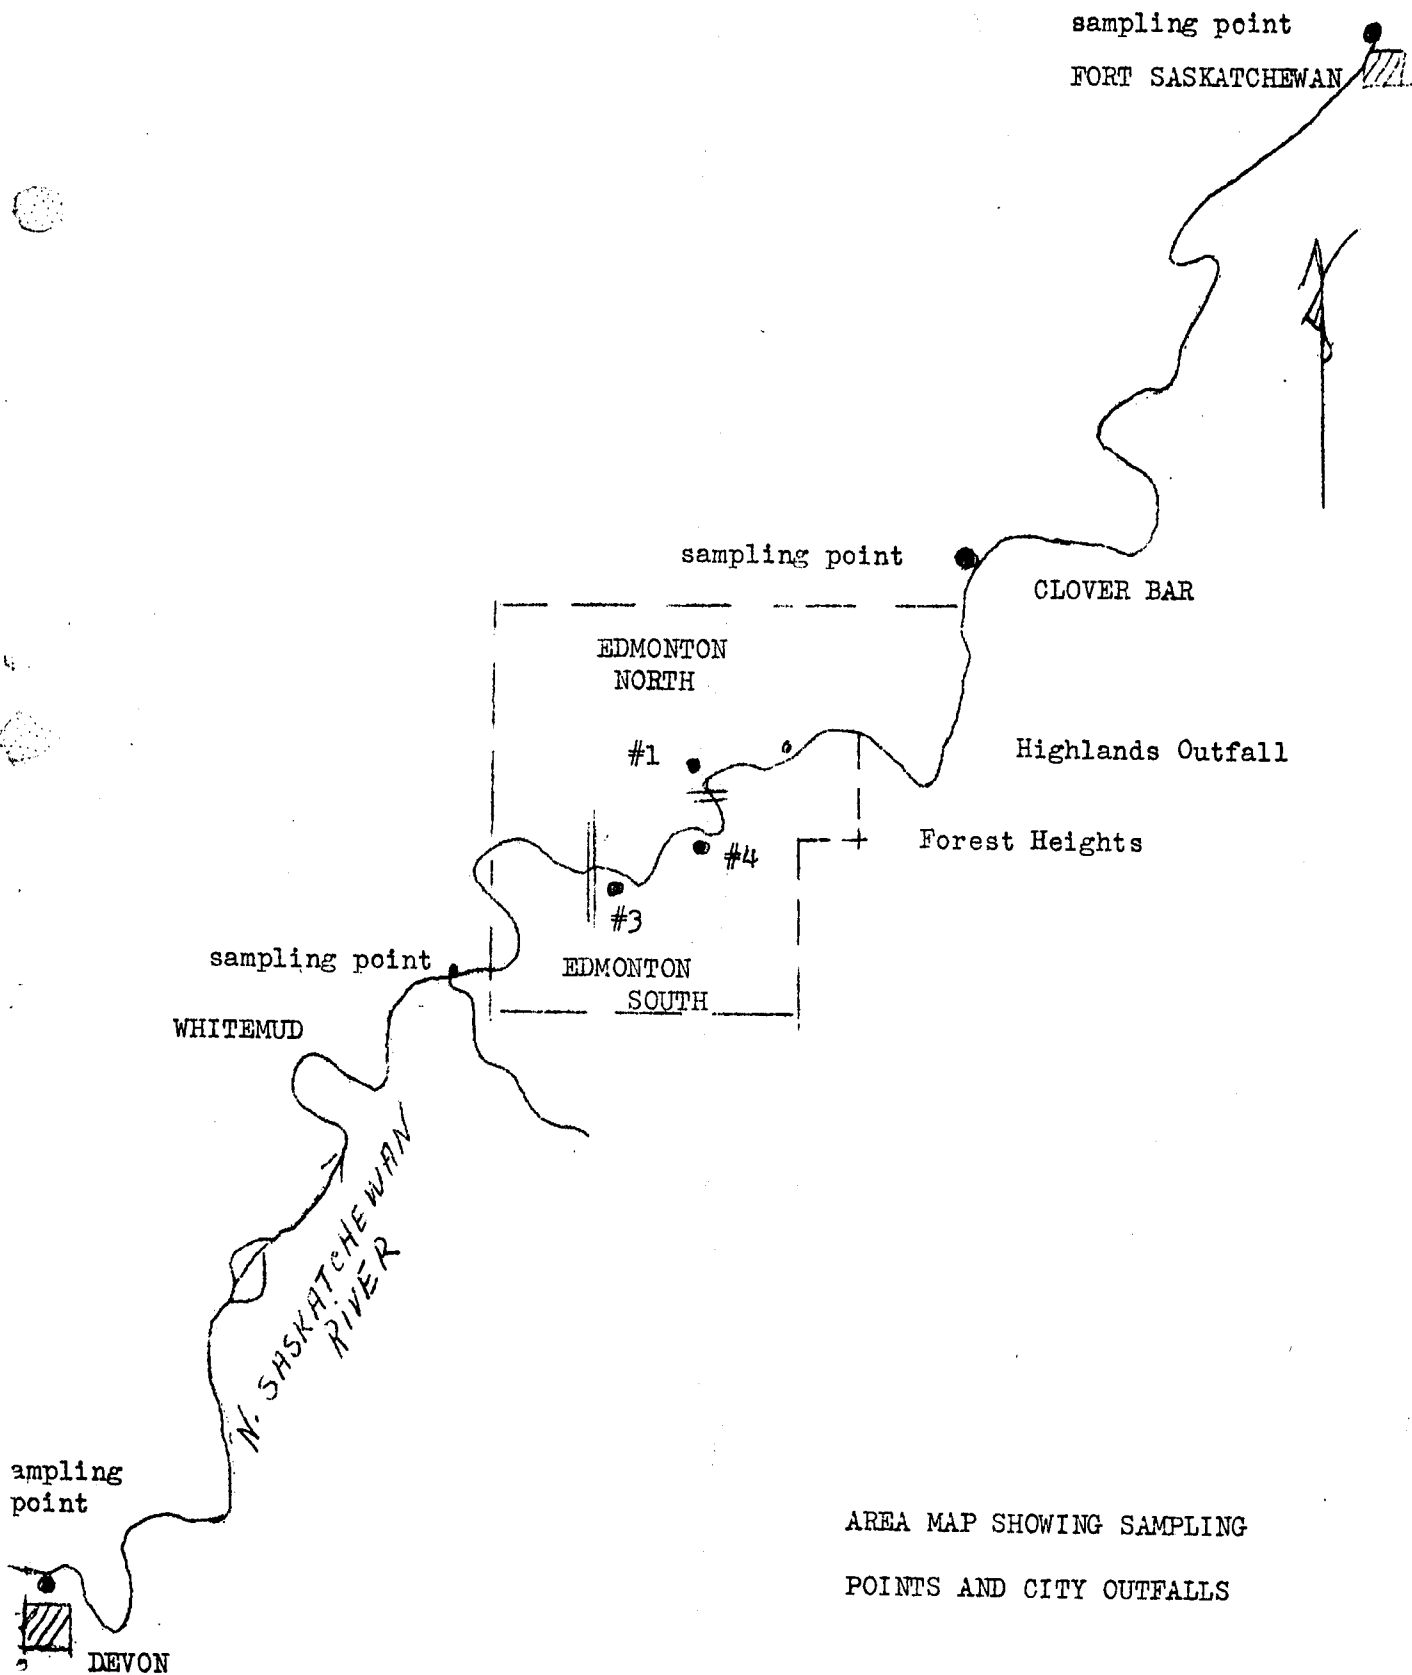 sampling point
FORT SASKATCHEWAN
sampling point
CLOVER BAR
EDMONTON
NORTH
#1
Highlands Outfall
Forest Heights
#4
#3
sampling point
EDMONTON
SOUTH
WHITEMUD
N. SASKATCHEWAN
RIVER
ampling
point
DEVON
AREA MAP SHOWING SAMPLING
POINTS AND CITY OUTFALLS